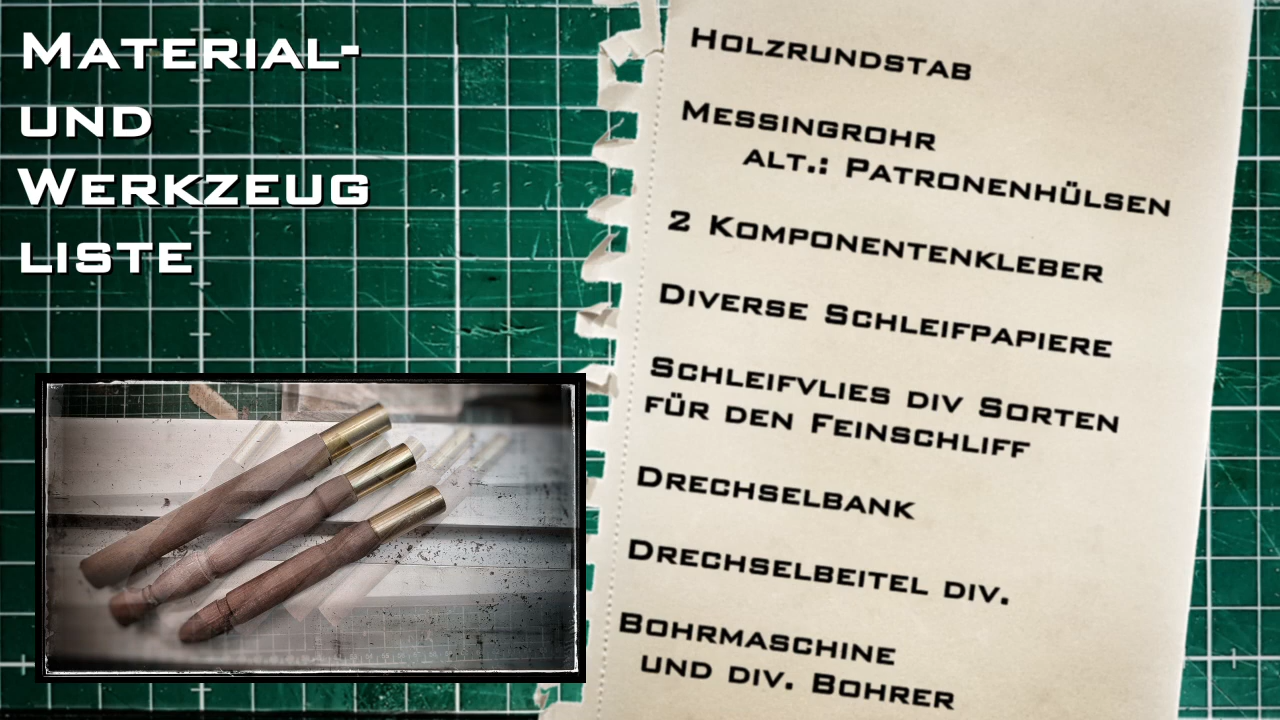 Material-
und
Werkzeug
liste
Holzrundstab
Messingrohr
alt.: Patronenhülsen
2 Komponentenkleber
Diverse Schleifpapiere
Schleifvlies div Sorten
für den Feinschliff
Drechselbank
Drechselbeitel div.
Bohrmaschine
und div. Bohrer